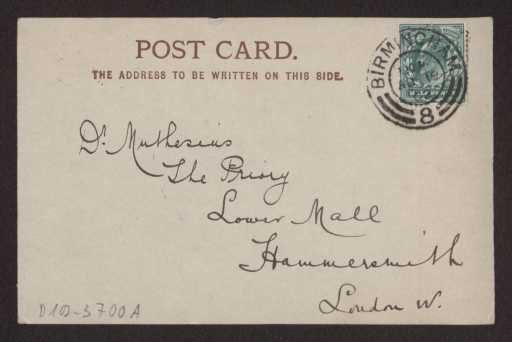 POST CARD.
THE ADDRESS TO BE WRITTEN ON THIS SIDE.
BIRMINGHAM
8
Dr. Muthesius
The Priory
Lower Mall
Hammersmith
London W.
D102-3700A